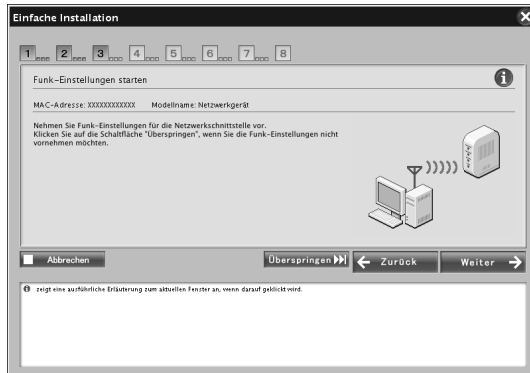 Einfache Installation
1 2 3 4 5 6 7 8
Funk-Einstellungen starten
MAC-Adresse: XXXXXXXXXXXX Modellname: Netzwerkgerät
Nehmen Sie Funk-Einstellungen für die Netzwerkschnittstelle vor.
Klicken Sie auf die Schaltfläche "Überspringen", wenn Sie die Funk-Einstellungen nicht
vornehmen möchten.
Abbrechen Überspringen Zurück Weiter
zeigt eine ausführliche Erläuterung zum aktuellen Fenster an, wenn darauf geklickt wird.